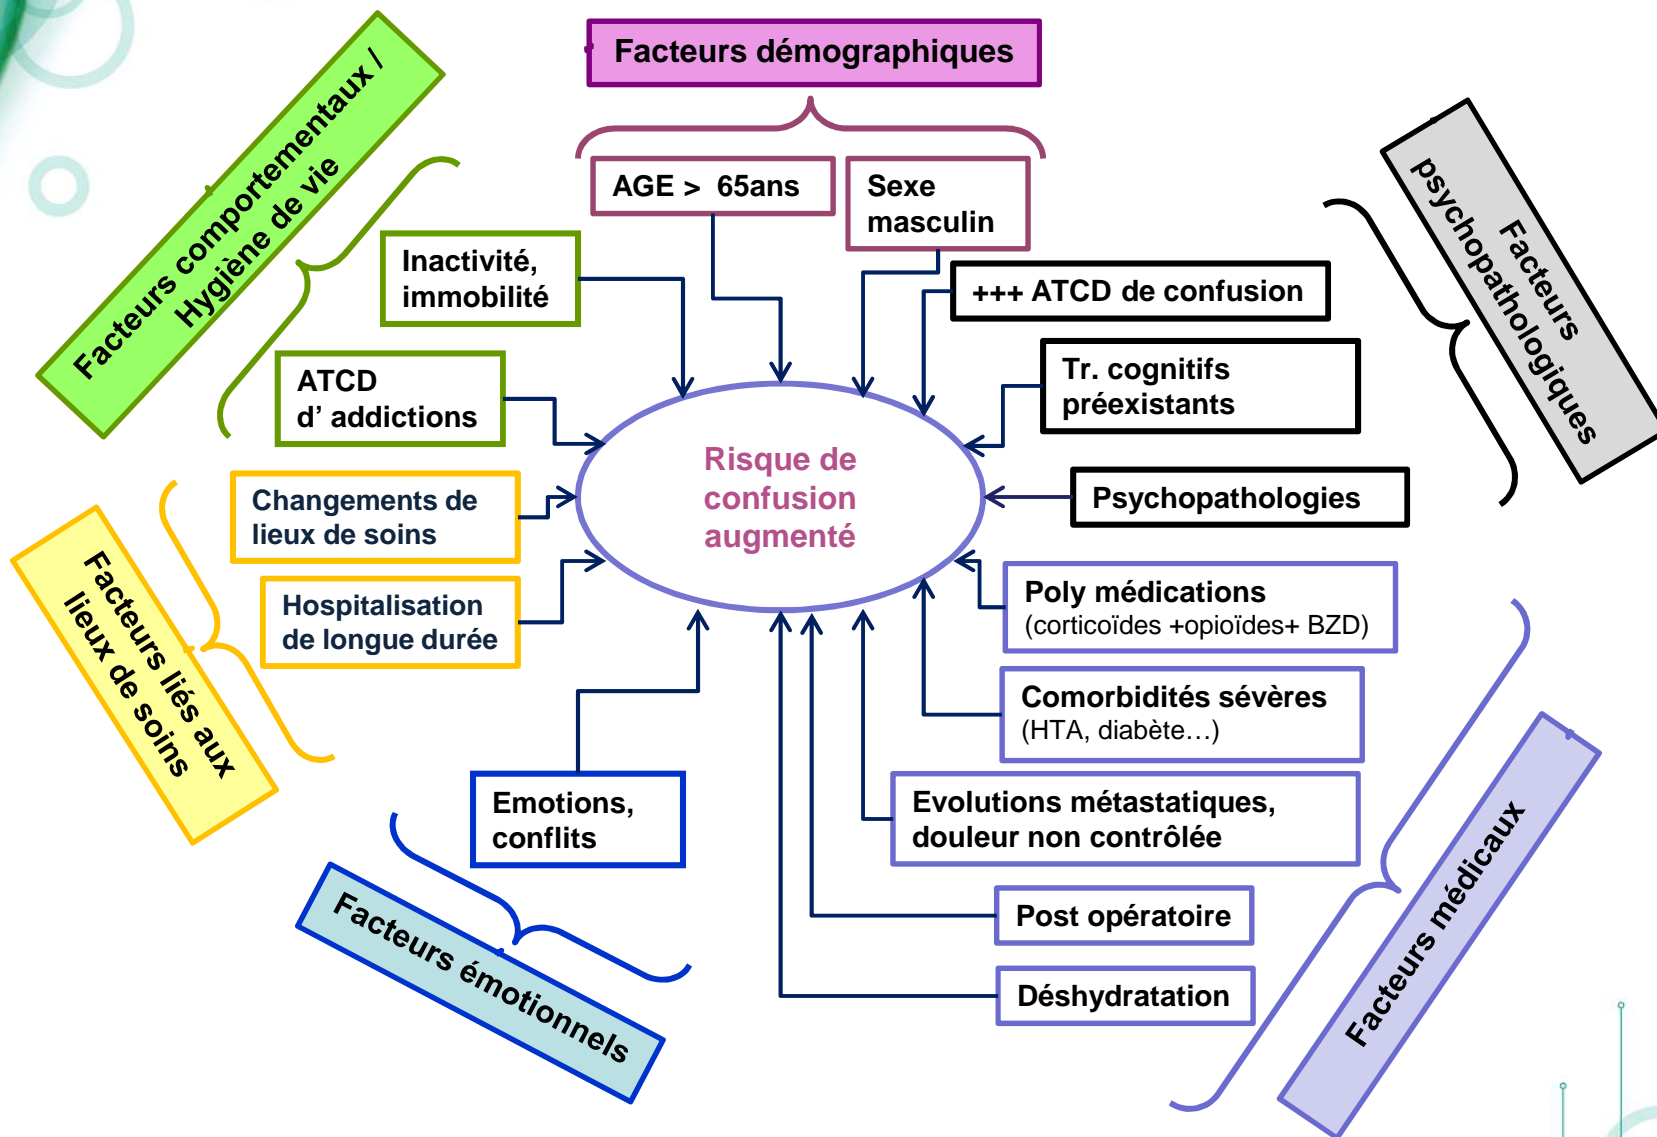 Facteurs démographiques
AGE > 65ans
Sexe
masculin
Facteurs comportementaux /
Hygiène de vie
Inactivité,
immobilité
ATCD
d’ addictions
Facteurs
psychopathologiques
+++ ATCD de confusion
Tr. cognitifs
préexistants
Psychopathologies
Risque de
confusion
augmenté
Facteurs liés aux
lieux de soins
Changements de
lieux de soins
Hospitalisation
de longue durée
Facteurs émotionnels
Emotions,
conflits
Facteurs médicaux
Poly médications
(corticoïdes +opioïdes+ BZD)
Comorbidités sévères
(HTA, diabète…)
Evolutions métastatiques,
douleur non contrôlée
Post opératoire
Déshydratation